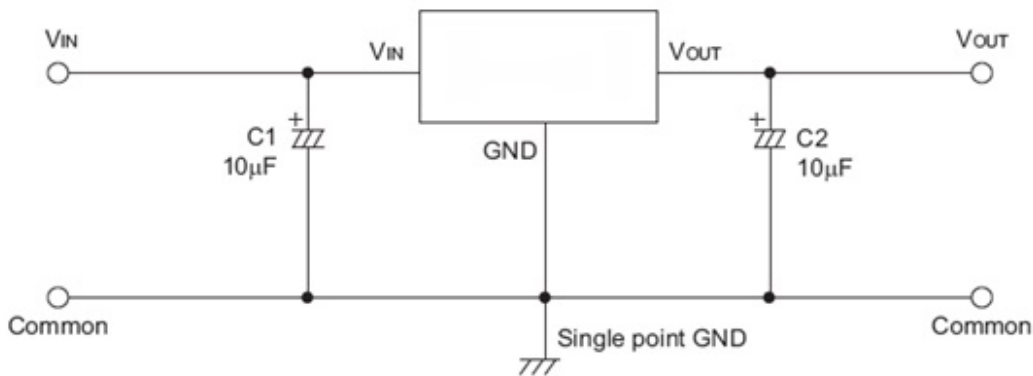 VIN
VIN
VOUT
VOUT
+
C1
10μF
GND
+
C2
10μF
Common
Single point GND
Common